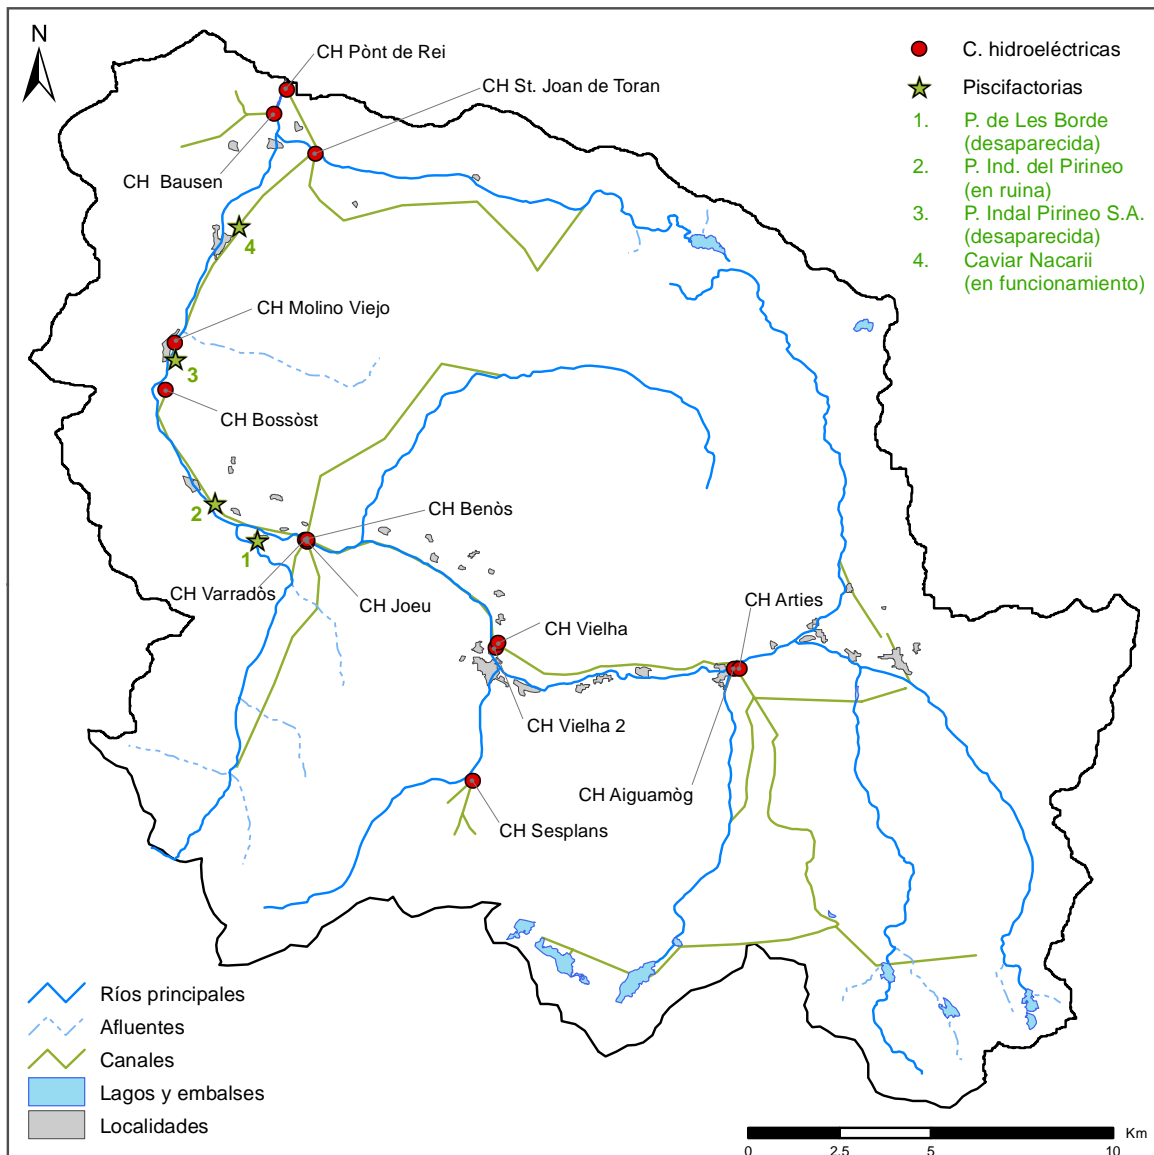 N
CH Pònt de Rei
CH St. Joan de Toran
CH Bausen
4
CH Molino Viejo
3
CH Bossòst
2
1
CH Benòs
CH Varradòs
CH Joeu
CH Vielha
CH Arties
CH Vielha 2
CH Aiguamòg
CH Sesplans
C. hidroeléctricas
Piscifactorias
1. P. de Les Borde
(desaparecida)
2. P. Ind. del Pirineo
(en ruina)
3. P. Indal Pirineo S.A.
(desaparecida)
4. Caviar Nacarii
(en funcionamiento)
Ríos principales
Afluentes
Canales
Lagos y embalses
Localidades
Km
0 2,5 5 10